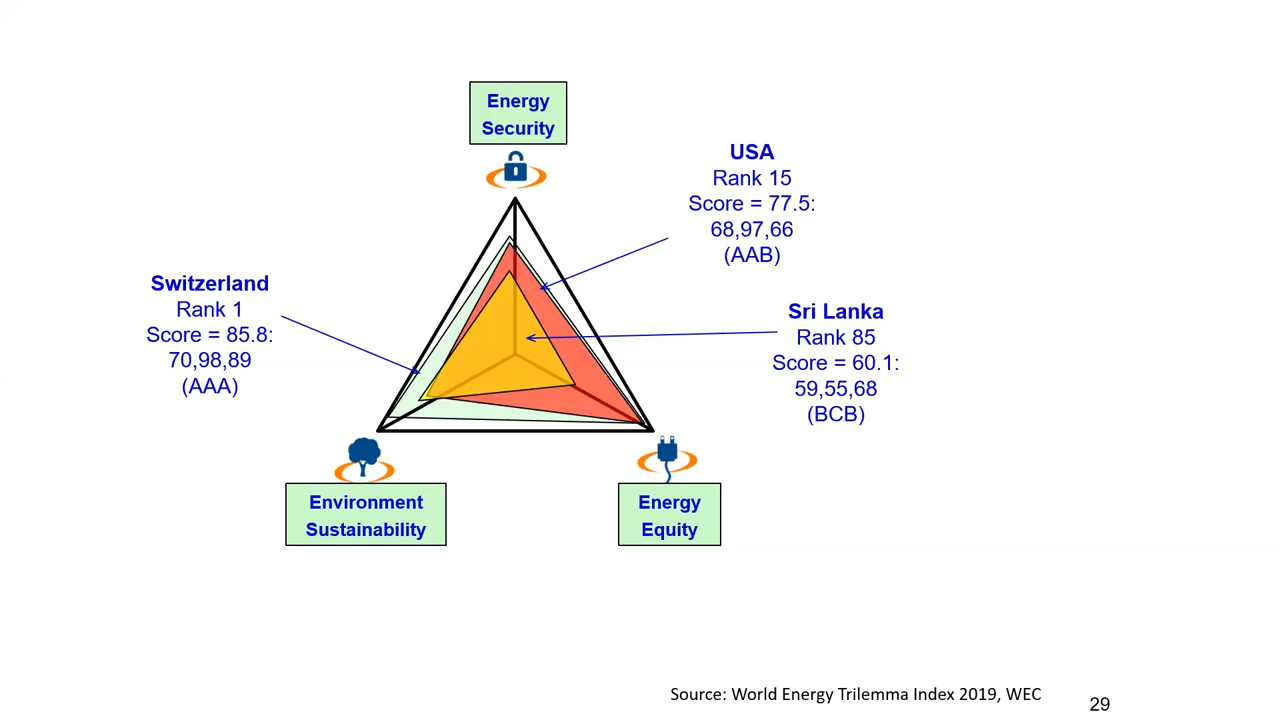 Energy
Security
USA
Rank 15
Score = 77.5:
68,97,66
(AAB)
Switzerland
Rank 1
Score = 85.8:
70,98,89
(AAA)
Sri Lanka
Rank 85
Score = 60.1:
59,55,68
(BCB)
Environment
Sustainability
Energy
Equity
Source: World Energy Trilemma Index 2019, WEC
29